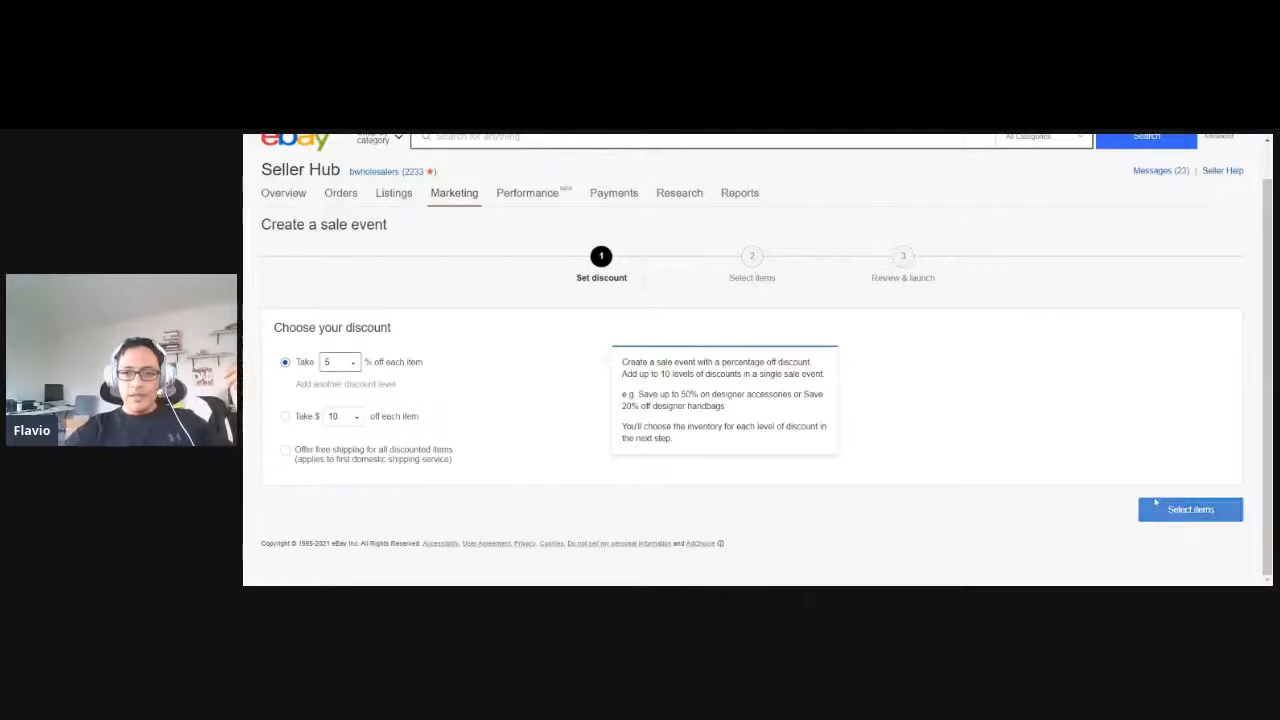 ebay
category
Search for anything
All Categories
Search
Advanced
Seller Hub bwholesalers (2233 ★)
Messages (23) | Seller Help
Overview Orders Listings Marketing Performance NEW Payments Research Reports
Create a sale event
1 2 3
Set discount Select items Review & launch
Choose your discount
Take 5 % off each item
Add another discount level
Take $ 10 off each item
Offer free shipping for all discounted items
(applies to first domestic shipping service)
Create a sale event with a percentage off discount.
Add up to 10 levels of discounts in a single sale event.
e.g. Save up to 50% on designer accessories or Save
20% off designer handbags
You'll choose the inventory for each level of discount in
the next step.
Select items
Copyright © 1995-2021 eBay Inc. All Rights Reserved. Accessibility, User Agreement, Privacy, Cookies, Do not sell my personal information and AdChoice
Flavio